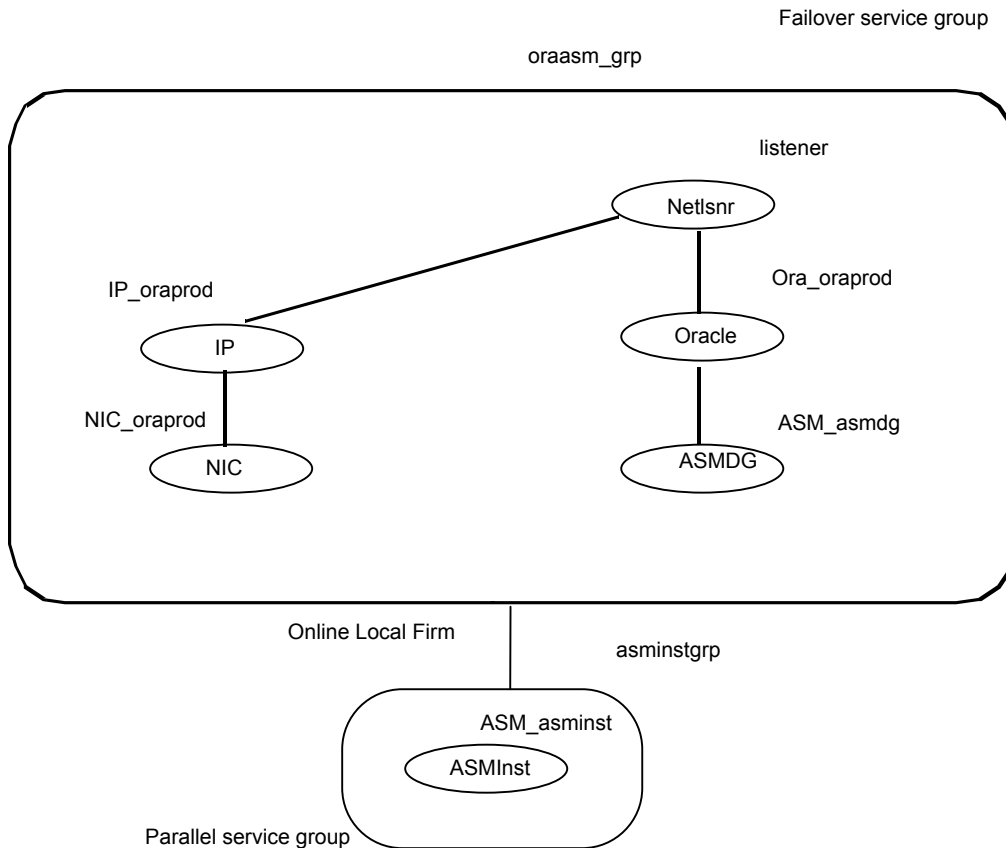 Failover service group
oraasm_grp
listener
Netlsnr
Ora_oraprod
IP_oraprod
Oracle
IP
NIC_oraprod
ASM_asmdg
ASMDG
NIC
Online Local Firm
asminstgrp
ASM_asminst
ASMInst
Parallel service group